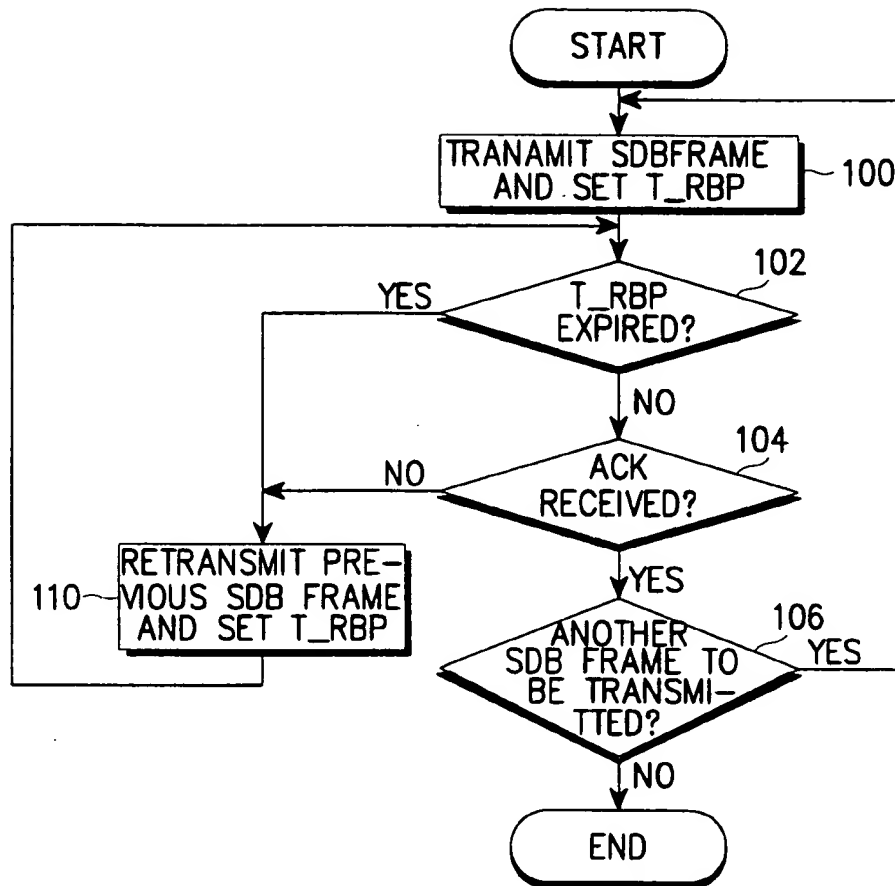 START
TRANAMIT SDBFRAME
AND SET T_RBP
100
102
YES
T_RBP
EXPIRED?
NO
104
NO
ACK
RECEIVED?
RETRANSMIT PRE-
VIOUS SDB FRAME
AND SET T_RBP
110
YES
106
ANOTHER
SDB FRAME TO
BE TRANSMI-
TTED?
YES
NO
END